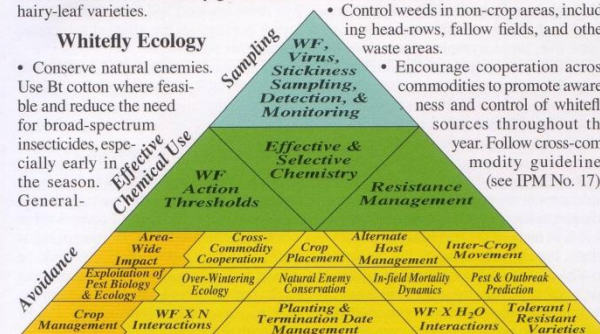 hairy-leaf varieties.
Whitefly Ecology
• Conserve natural enemies.
Use Bt cotton where feasi-
ble and reduce the need
for broad-spectrum
insecticides, espe-
cially early in
the season.
General-
• Control weeds in non-crop areas, includ
ing head-rows, fallow fields, and othe
waste areas.
• Encourage cooperation acros
commodities to promote aware
ness and control of whitefl
sources throughout th
year. Follow cross-com
modity guideline
(see IPM No. 17)
Sampling
WF,
Virus,
Stickiness
Sampling,
Detection, &
Monitoring
Effective
Chemical Use
WF
Action
Thresholds
Effective &
Selective
Chemistry
Resistance
Management
Avoidance
Area-
Wide
Impact
Cross-
Commodity
Cooperation
Crop
Placement
Alternate
Host
Management
Inter-Crop
Movement
Exploitation of
Pest Biology
& Ecology
Over-Wintering
Ecology
Natural Enemy
Conservation
In-field Mortality
Dynamics
Pest & Outbreak
Prediction
Crop
Management
WF X N
Interactions
Planting &
Termination Date
Management
WF X H₂O
Interactions
Tolerant /
Resistant
Varieties